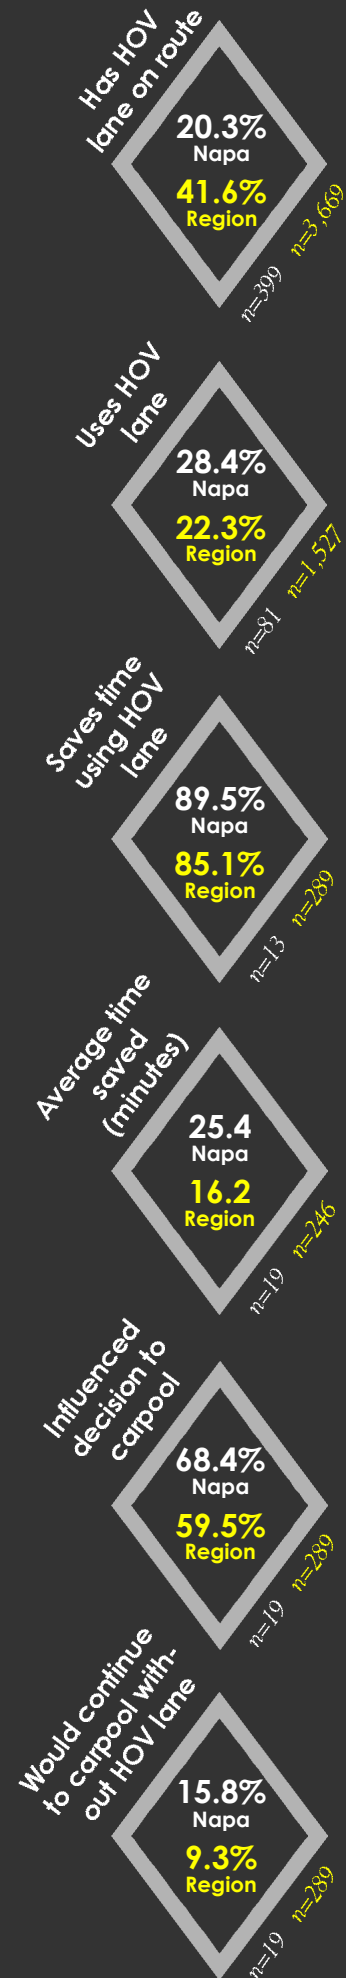 Has HOV
lane on route
20.3%
Napa
41.6%
Region
n=399
n=3,669
Uses HOV
lane
28.4%
Napa
22.3%
Region
n=81
n=1,527
Saves time
using HOV
lane
89.5%
Napa
85.1%
Region
n=13
n=289
Average time
saved
(minutes)
25.4
Napa
16.2
Region
n=19
n=246
Influenced
decision to
carpool
68.4%
Napa
59.5%
Region
n=19
n=289
Would continue
to carpool with-
out HOV lane
15.8%
Napa
9.3%
Region
n=19
n=289